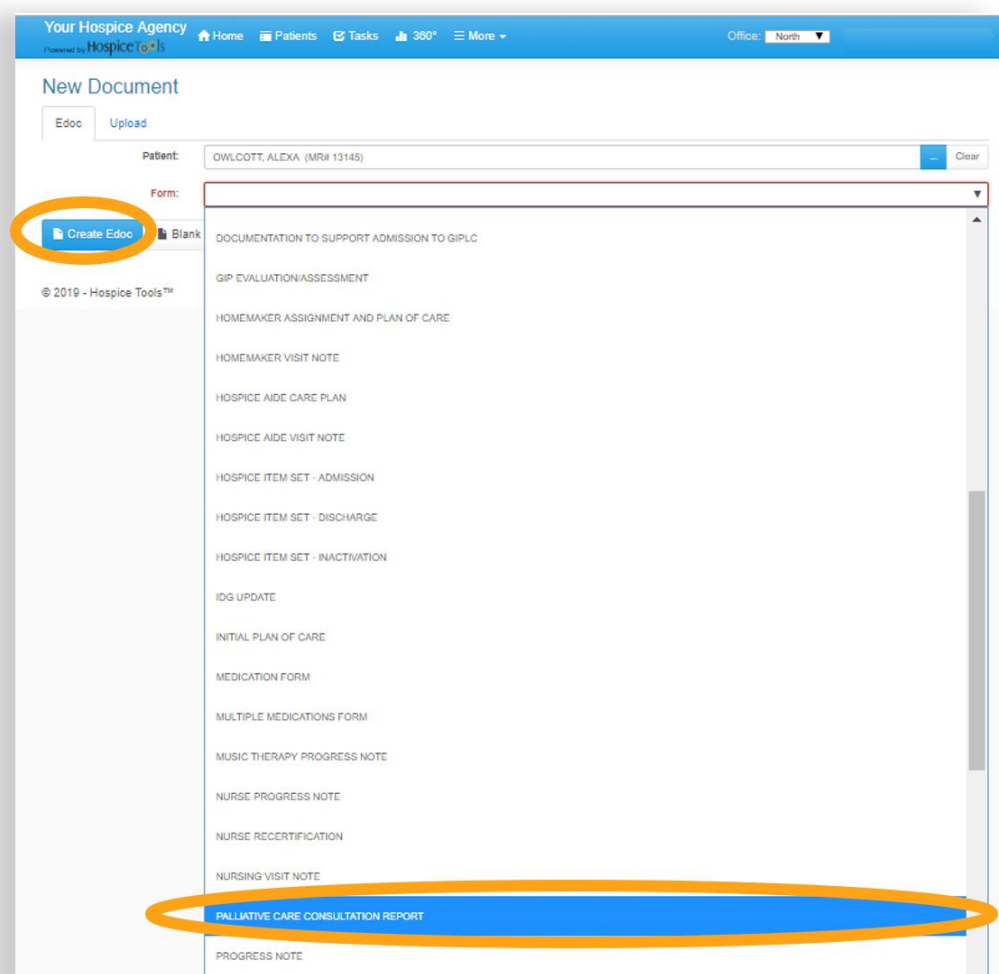 Your Hospice Agency
Powered by HospiceTools
Home Patients Tasks 360° More
Office: North
New Document
Edoc Upload
Patient: OWLCOTT, ALEXA (MR# 13145) ... Clear
Form:
Create Edoc Blank
DOCUMENTATION TO SUPPORT ADMISSION TO GIPLC
GIP EVALUATION/ASSESSMENT
© 2019 - Hospice Tools™
HOMEMAKER ASSIGNMENT AND PLAN OF CARE
HOMEMAKER VISIT NOTE
HOSPICE AIDE CARE PLAN
HOSPICE AIDE VISIT NOTE
HOSPICE ITEM SET - ADMISSION
HOSPICE ITEM SET - DISCHARGE
HOSPICE ITEM SET - INACTIVATION
IDG UPDATE
INITIAL PLAN OF CARE
MEDICATION FORM
MULTIPLE MEDICATIONS FORM
MUSIC THERAPY PROGRESS NOTE
NURSE PROGRESS NOTE
NURSE RECERTIFICATION
NURSING VISIT NOTE
PALLIATIVE CARE CONSULTATION REPORT
PROGRESS NOTE